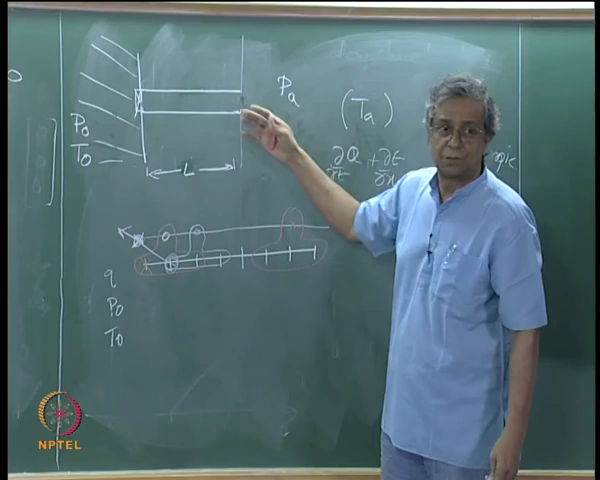 P₀
T₀
L
Pₐ
(Tₐ)
∂Q/∂t + ∂E/∂x
q
P₀
T₀
NPTEL